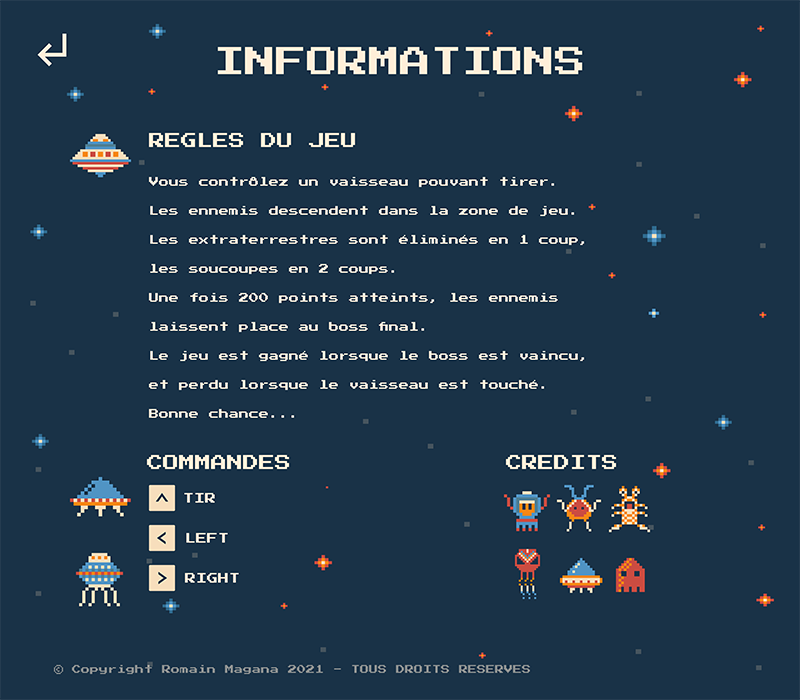 INFORMATIONS
REGLES DU JEU
Vous contrôlez un vaisseau pouvant tirer.
Les ennemis descendent dans la zone de jeu.
Les extraterrestres sont éliminés en 1 coup,
les soucoupes en 2 coups.
Une fois 200 points atteints, les ennemis
laissent place au boss final.
Le jeu est gagné lorsque le boss est vaincu,
et perdu lorsque le vaisseau est touché.
Bonne chance...
COMMANDES
TIR
LEFT
RIGHT
CREDITS
© Copyright Romain Magana 2021 - TOUS DROITS RESERVES